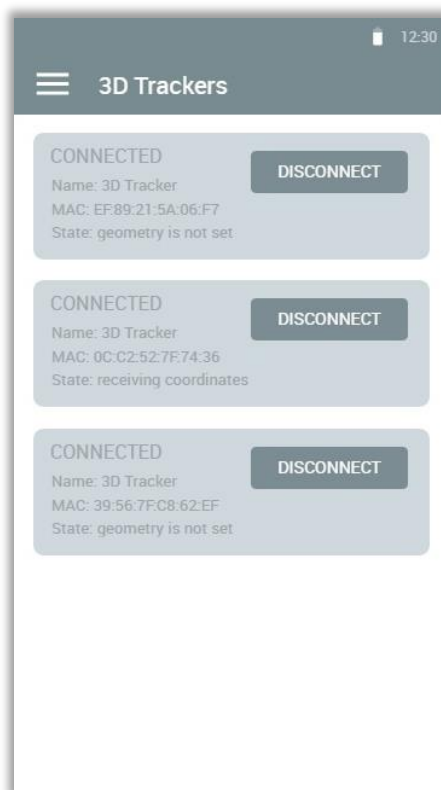 12:30
3D Trackers
CONNECTED
DISCONNECT
Name: 3D Tracker
MAC: EF:89:21:5A:06:F7
State: geometry is not set
CONNECTED
DISCONNECT
Name: 3D Tracker
MAC: 0C:C2:52:7F:74:36
State: receiving coordinates
CONNECTED
DISCONNECT
Name: 3D Tracker
MAC: 39:56:7F:C8:62:EF
State: geometry is not set